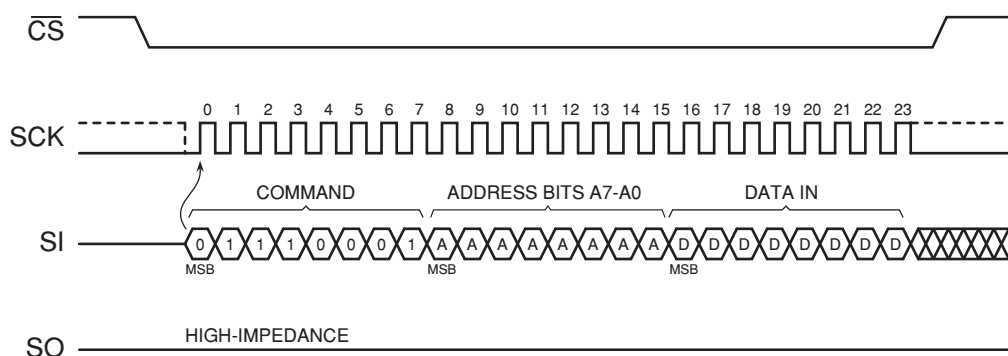 CS
0 1 2 3 4 5 6 7 8 9 10 11 12 13 14 15 16 17 18 19 20 21 22 23
SCK
COMMAND ADDRESS BITS A7-A0 DATA IN
SI 0 1 1 1 0 0 0 1 A A A A A A A A D D D D D D D D
MSB MSB MSB
HIGH-IMPEDANCE
SO